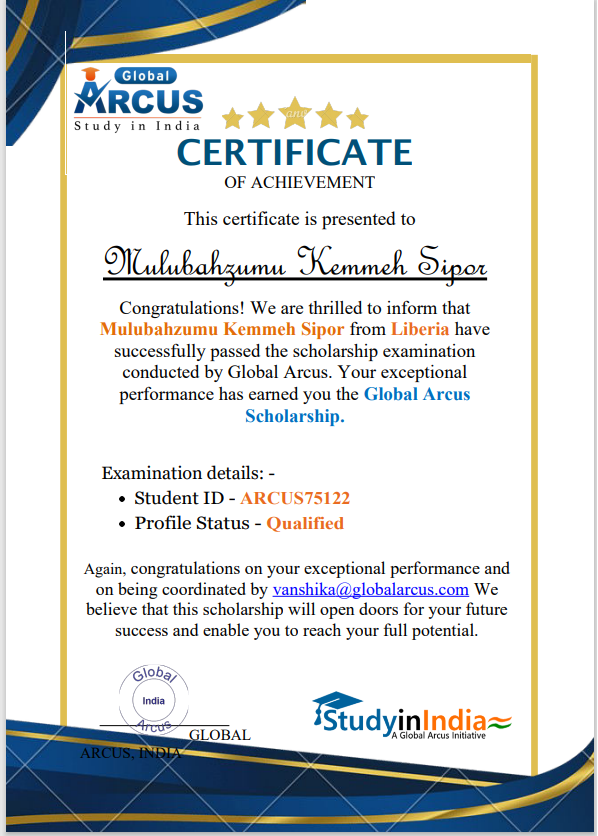 Global
ARCUS
Study in India
CERTIFICATE
OF ACHIEVEMENT
This certificate is presented to
Mulubahzumu Kemmeh Sipor
Congratulations! We are thrilled to inform that
Mulubahzumu Kemmeh Sipor from Liberia have
successfully passed the scholarship examination
conducted by Global Arcus. Your exceptional
performance has earned you the Global Arcus
Scholarship.
Examination details: -
• Student ID - ARCUS75122
• Profile Status - Qualified
Again, congratulations on your exceptional performance and
on being coordinated by vanshika@globalarcus.com We
believe that this scholarship will open doors for your future
success and enable you to reach your full potential.
Global
India
Arcus
GLOBAL
ARCUS, INDIA
StudyinIndia
A Global Arcus Initiative